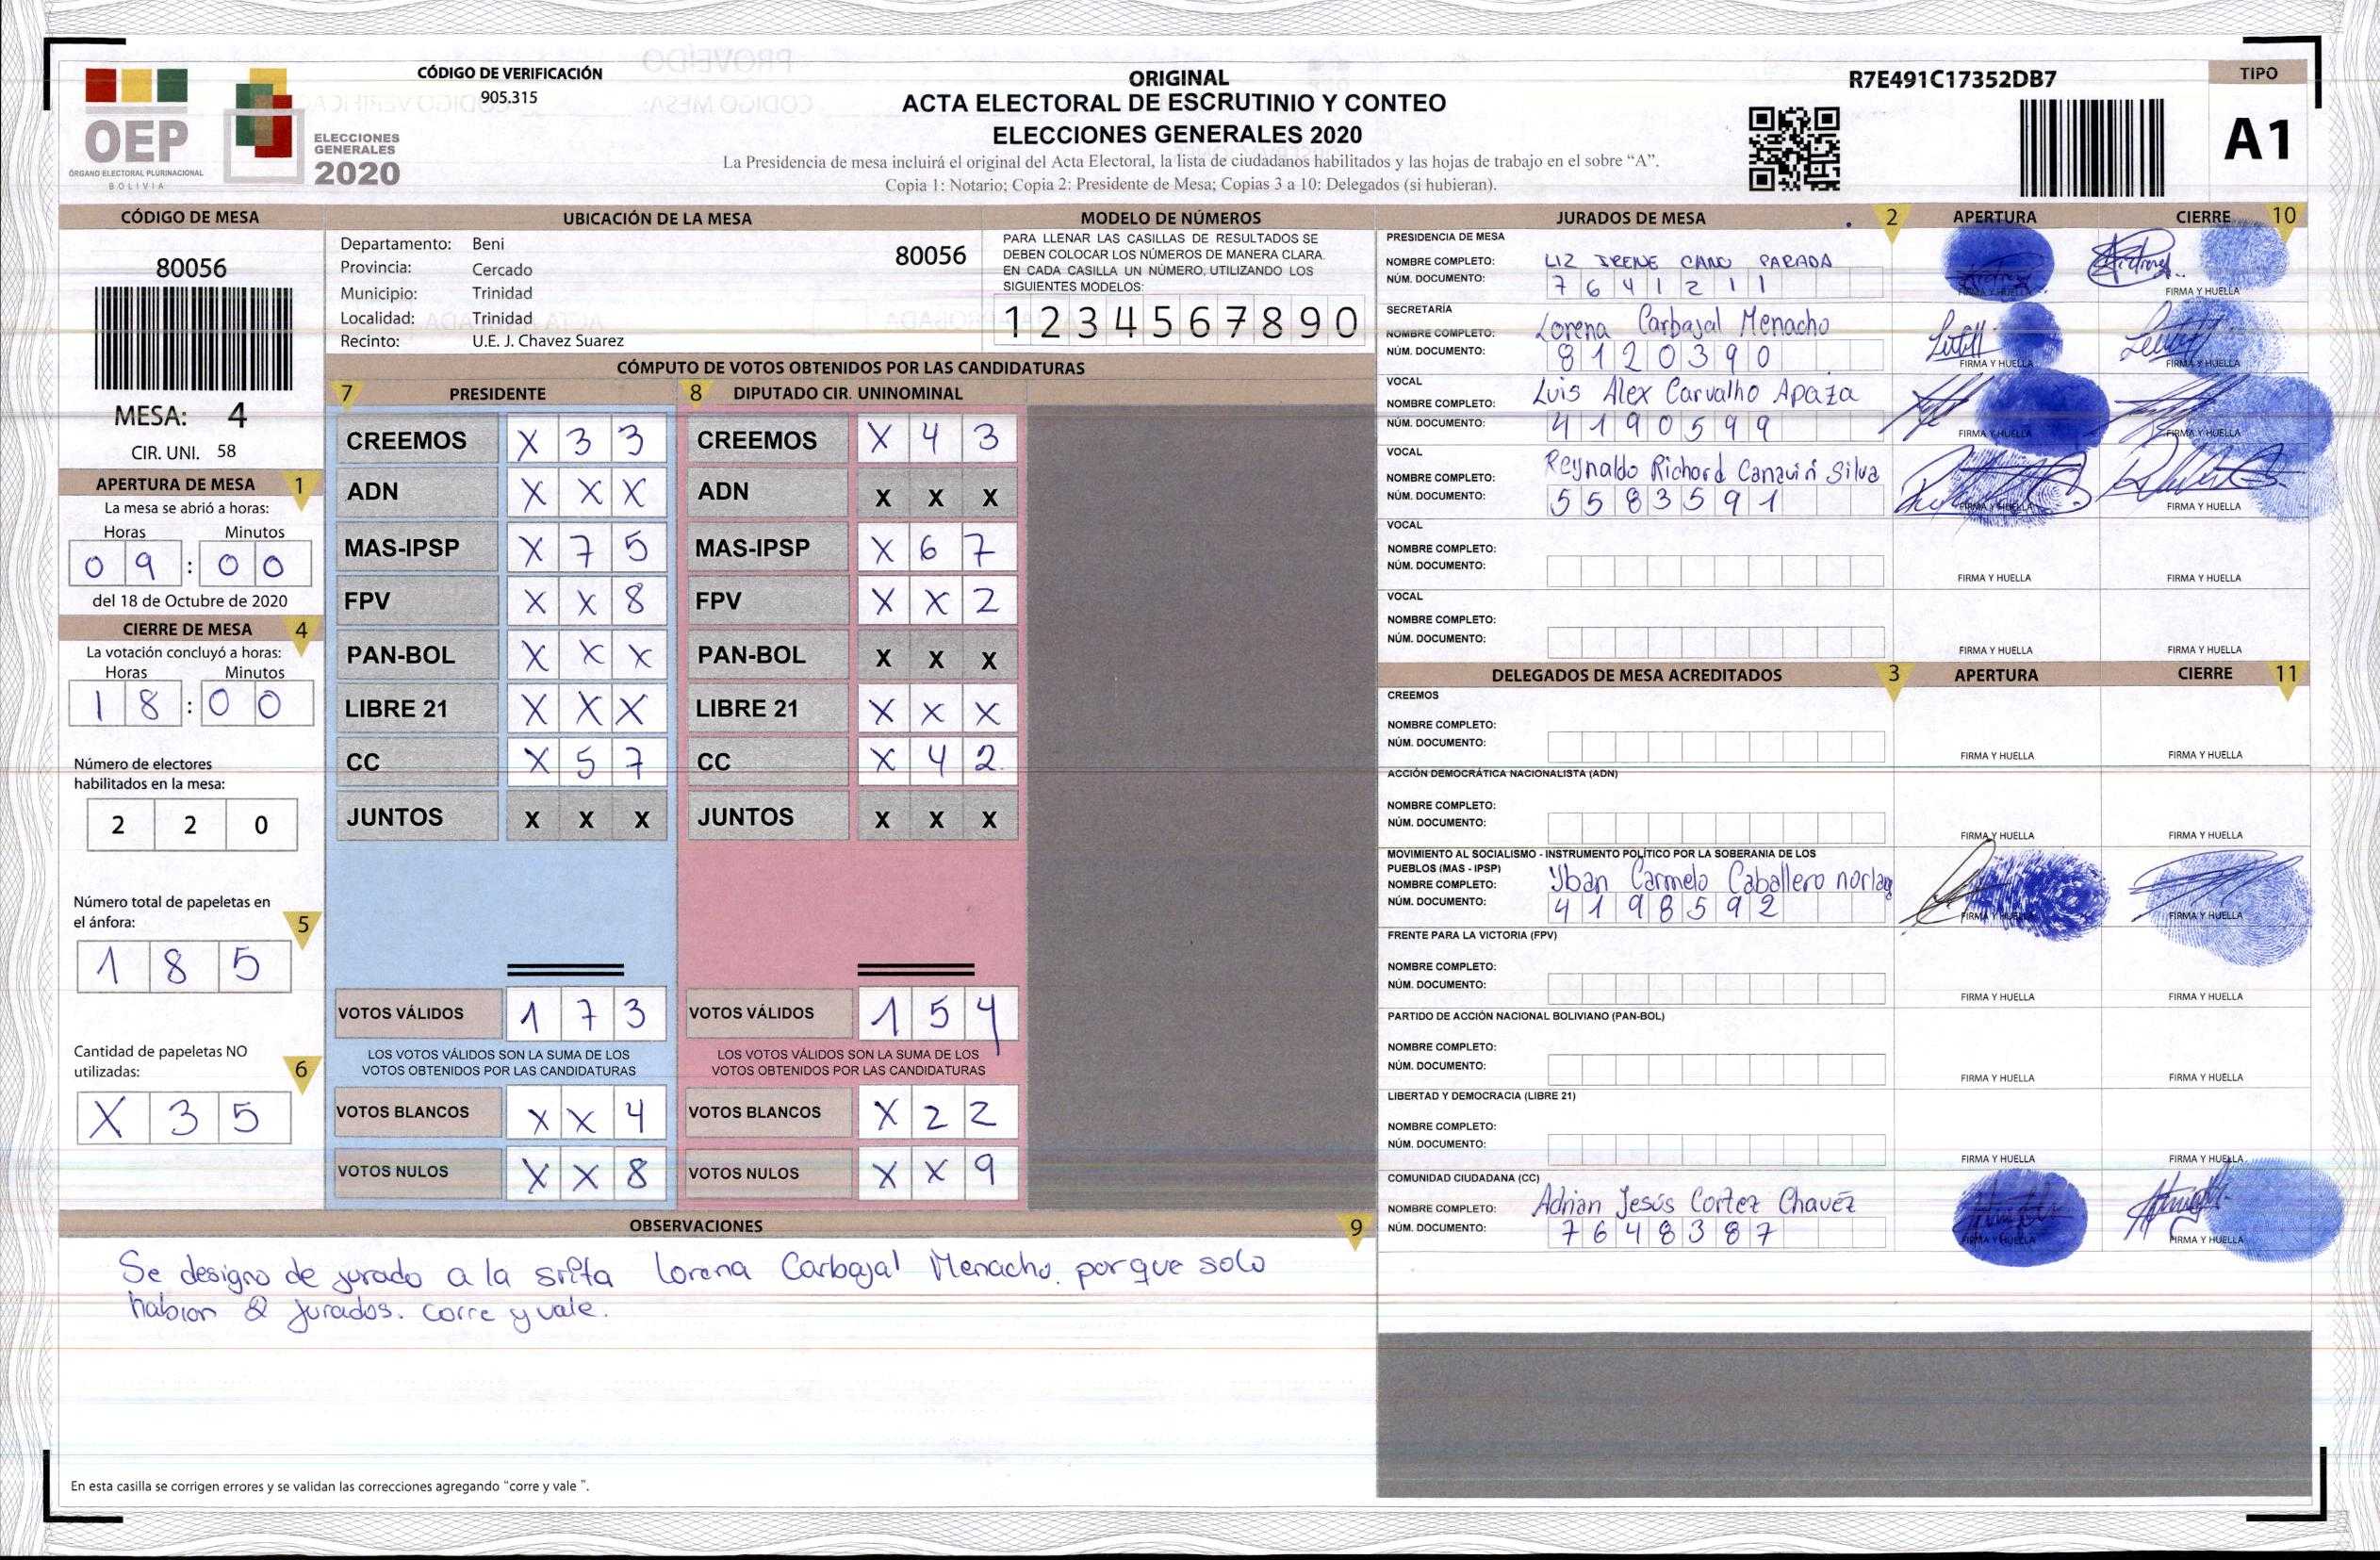 OEP
ÓRGANO ELECTORAL PLURINACIONAL
BOLIVIA
ELECCIONES
GENERALES
2020
CÓDIGO DE VERIFICACIÓN
905.315
ORIGINAL
ACTA ELECTORAL DE ESCRUTINIO Y CONTEO
ELECCIONES GENERALES 2020
La Presidencia de mesa incluirá el original del Acta Electoral, la lista de ciudadanos habilitados y las hojas de trabajo en el sobre “A”.
Copia 1: Notario; Copia 2: Presidente de Mesa; Copias 3 a 10: Delegados (si hubieran).
R7E491C17352DB7
TIPO
A1
CÓDIGO DE MESA
80056
MESA: 4
CIR. UNI. 58
APERTURA DE MESA 1
La mesa se abrió a horas:
Horas Minutos
0 9 : 0 0
del 18 de Octubre de 2020
CIERRE DE MESA 4
La votación concluyó a horas:
Horas Minutos
1 8 : 0 0
Número de electores
habilitados en la mesa:
2 2 0
Número total de papeletas en
el ánfora: 5
1 8 5
Cantidad de papeletas NO
utilizadas: 6
X 3 5
UBICACIÓN DE LA MESA
Departamento: Beni
80056
Provincia: Cercado
Municipio: Trinidad
Localidad: Trinidad
Recinto: U.E. J. Chavez Suarez
MODELO DE NÚMEROS
PARA LLENAR LAS CASILLAS DE RESULTADOS SE
DEBEN COLOCAR LOS NÚMEROS DE MANERA CLARA.
EN CADA CASILLA UN NÚMERO, UTILIZANDO LOS
SIGUIENTES MODELOS:
1 2 3 4 5 6 7 8 9 0
CÓMPUTO DE VOTOS OBTENIDOS POR LAS CANDIDATURAS
7 PRESIDENTE
CREEMOS X 3 3
ADN X X X
MAS-IPSP X 7 5
FPV X X 8
PAN-BOL X X X
LIBRE 21 X X X
CC X 5 7
JUNTOS X X X
VOTOS VÁLIDOS 1 7 3
LOS VOTOS VÁLIDOS SON LA SUMA DE LOS
VOTOS OBTENIDOS POR LAS CANDIDATURAS
VOTOS BLANCOS X X 4
VOTOS NULOS X X 8
8 DIPUTADO CIR. UNINOMINAL
CREEMOS X 4 3
ADN X X X
MAS-IPSP X 6 7
FPV X X 2
PAN-BOL X X X
LIBRE 21 X X X
CC X 4 2
JUNTOS X X X
VOTOS VÁLIDOS 1 5 4
LOS VOTOS VÁLIDOS SON LA SUMA DE LOS
VOTOS OBTENIDOS POR LAS CANDIDATURAS
VOTOS BLANCOS X 2 2
VOTOS NULOS X X 9
OBSERVACIONES 9
Se designo de jurado a la srita Lorena Carbajal Menacho. porque solo
habian 2 jurados. corre y vale.
En esta casilla se corrigen errores y se validan las correcciones agregando “corre y vale ”.
JURADOS DE MESA 2 APERTURA CIERRE 10
PRESIDENCIA DE MESA
NOMBRE COMPLETO: LIZ IRENE CANO PARADA
NÚM. DOCUMENTO: 7 6 4 1 2 1 1
FIRMA Y HUELLA FIRMA Y HUELLA
SECRETARÍA
NOMBRE COMPLETO: Lorena Carbajal Menacho
NÚM. DOCUMENTO: 8 1 2 0 3 9 0
FIRMA Y HUELLA FIRMA Y HUELLA
VOCAL
NOMBRE COMPLETO: Luis Alex Carvalho Apaza
NÚM. DOCUMENTO: 4 1 9 0 5 9 9
FIRMA Y HUELLA FIRMA Y HUELLA
VOCAL
NOMBRE COMPLETO: Reynaldo Richard Canaviri Silva
NÚM. DOCUMENTO: 5 5 8 3 5 9 1
FIRMA Y HUELLA FIRMA Y HUELLA
VOCAL
NOMBRE COMPLETO:
NÚM. DOCUMENTO:
FIRMA Y HUELLA FIRMA Y HUELLA
VOCAL
NOMBRE COMPLETO:
NÚM. DOCUMENTO:
FIRMA Y HUELLA FIRMA Y HUELLA
DELEGADOS DE MESA ACREDITADOS 3 APERTURA CIERRE 11
CREEMOS
NOMBRE COMPLETO:
NÚM. DOCUMENTO:
FIRMA Y HUELLA FIRMA Y HUELLA
ACCIÓN DEMOCRÁTICA NACIONALISTA (ADN)
NOMBRE COMPLETO:
NÚM. DOCUMENTO:
FIRMA Y HUELLA FIRMA Y HUELLA
MOVIMIENTO AL SOCIALISMO - INSTRUMENTO POLÍTICO POR LA SOBERANIA DE LOS
PUEBLOS (MAS - IPSP)
NOMBRE COMPLETO: Yban Carmelo Caballero
NÚM. DOCUMENTO: 4 1 9 8 5 9 2
FIRMA Y HUELLA FIRMA Y HUELLA
FRENTE PARA LA VICTORIA (FPV)
NOMBRE COMPLETO:
NÚM. DOCUMENTO:
FIRMA Y HUELLA FIRMA Y HUELLA
PARTIDO DE ACCIÓN NACIONAL BOLIVIANO (PAN-BOL)
NOMBRE COMPLETO:
NÚM. DOCUMENTO:
FIRMA Y HUELLA FIRMA Y HUELLA
LIBERTAD Y DEMOCRACIA (LIBRE 21)
NOMBRE COMPLETO:
NÚM. DOCUMENTO:
FIRMA Y HUELLA FIRMA Y HUELLA
COMUNIDAD CIUDADANA (CC)
NOMBRE COMPLETO: Adrian Jesús Cortez Chavéz
NÚM. DOCUMENTO: 7 6 4 8 3 8 7
FIRMA Y HUELLA FIRMA Y HUELLA